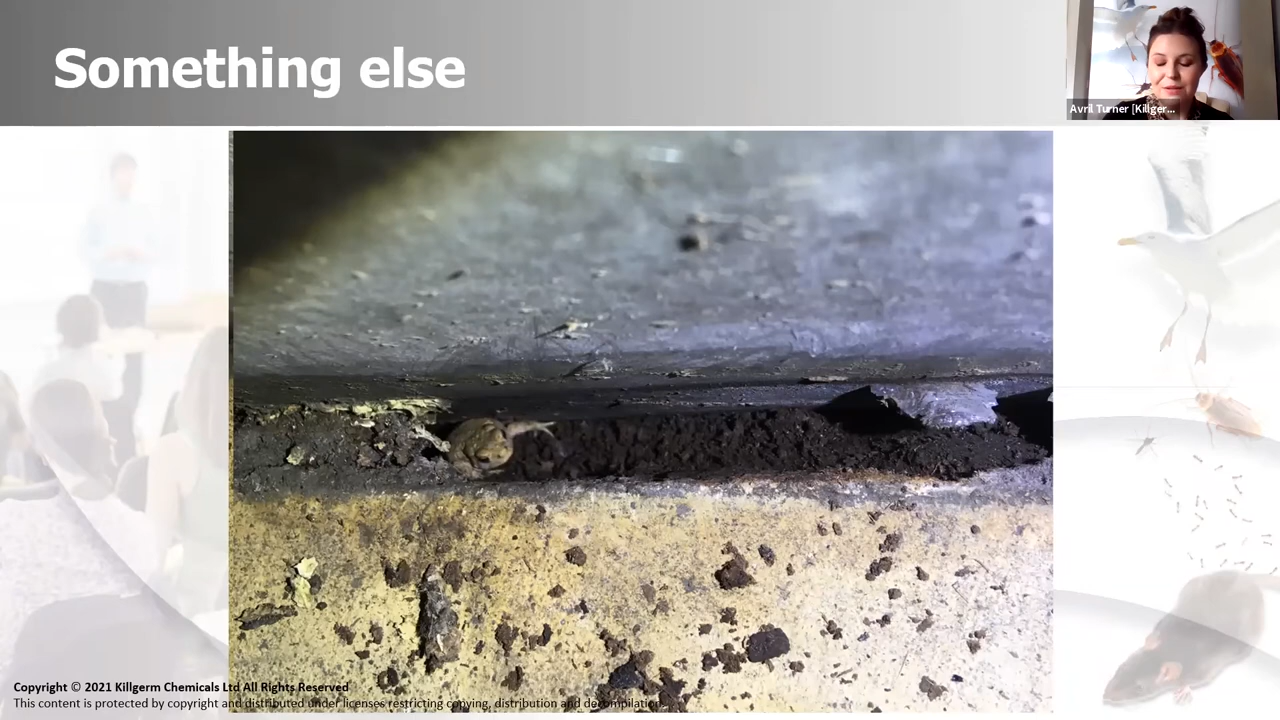 Something else
Avril Turner [Killger...
Copyright © 2021 Killgerm Chemicals Ltd All Rights Reserved
This content is protected by copyright and distributed under licenses restricting copying, distribution and decompilation.